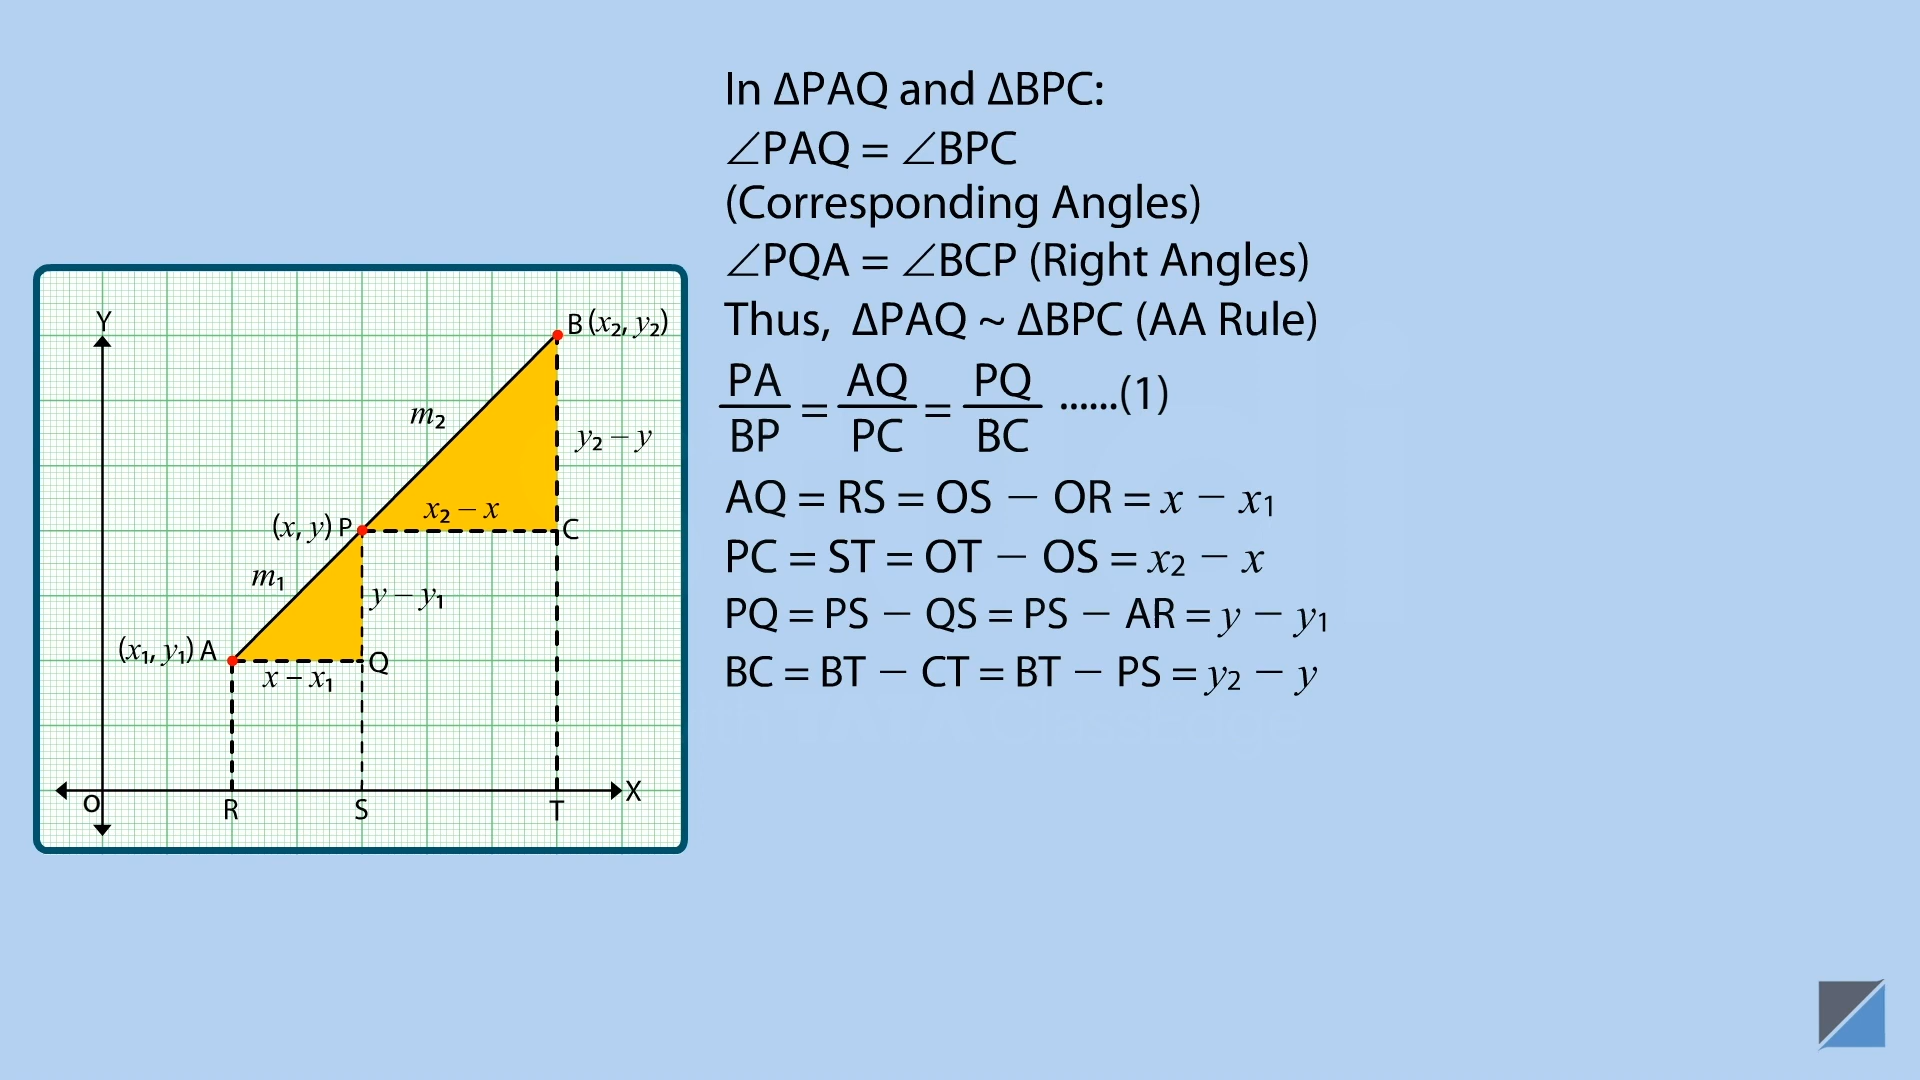 In ΔPAQ and ΔBPC:
∠PAQ = ∠BPC
(Corresponding Angles)
∠PQA = ∠BCP (Right Angles)
Thus, ΔPAQ ~ ΔBPC (AA Rule)
PA/BP = AQ/PC = PQ/BC ......(1)
AQ = RS = OS − OR = x − x₁
PC = ST = OT − OS = x₂ − x
PQ = PS − QS = PS − AR = y − y₁
BC = BT − CT = BT − PS = y₂ − y
Y
B (x₂, y₂)
m₂
y₂ − y
x₂ − x
(x, y) P
C
m₁
y − y₁
(x₁, y₁) A
Q
x − x₁
X
O
R
S
T